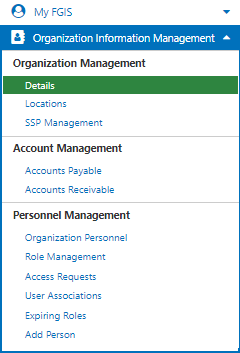 My FGIS
Organization Information Management
Organization Management
Details
Locations
SSP Management
Account Management
Accounts Payable
Accounts Receivable
Personnel Management
Organization Personnel
Role Management
Access Requests
User Associations
Expiring Roles
Add Person